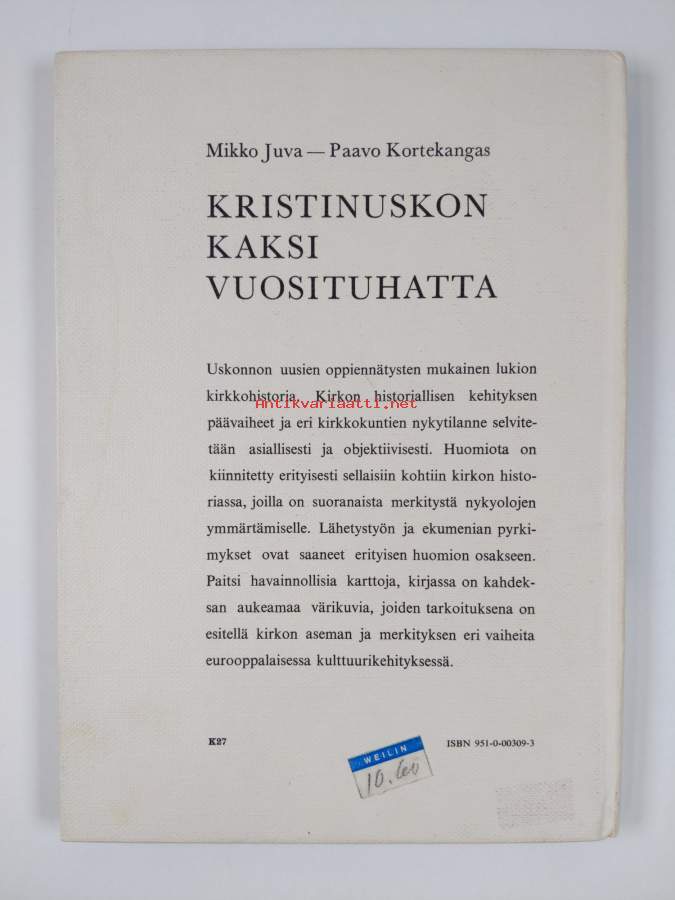 Mikko Juva — Paavo Kortekangas
KRISTINUSKON
KAKSI
VUOSITUHATTA
Uskonnon uusien oppiennätysten mukainen lukion
kirkkohistoria. Kirkon historiallisen kehityksen
Antikvariaatti.net
päävaiheet ja eri kirkkokuntien nykytilanne selvite-
tään asiallisesti ja objektiivisesti. Huomiota on
kiinnitetty erityisesti sellaisiin kohtiin kirkon histo-
riassa, joilla on suoranaista merkitystä nykyolojen
ymmärtämiselle. Lähetystyön ja ekumenian pyrki-
mykset ovat saaneet erityisen huomion osakseen.
Paitsi havainnollisia karttoja, kirjassa on kahdek-
san aukeamaa värikuvia, joiden tarkoituksena on
esitellä kirkon aseman ja merkityksen eri vaiheita
eurooppalaisessa kulttuurikehityksessä.
K27
WEILIN
10.60
ISBN 951-0-00309-3